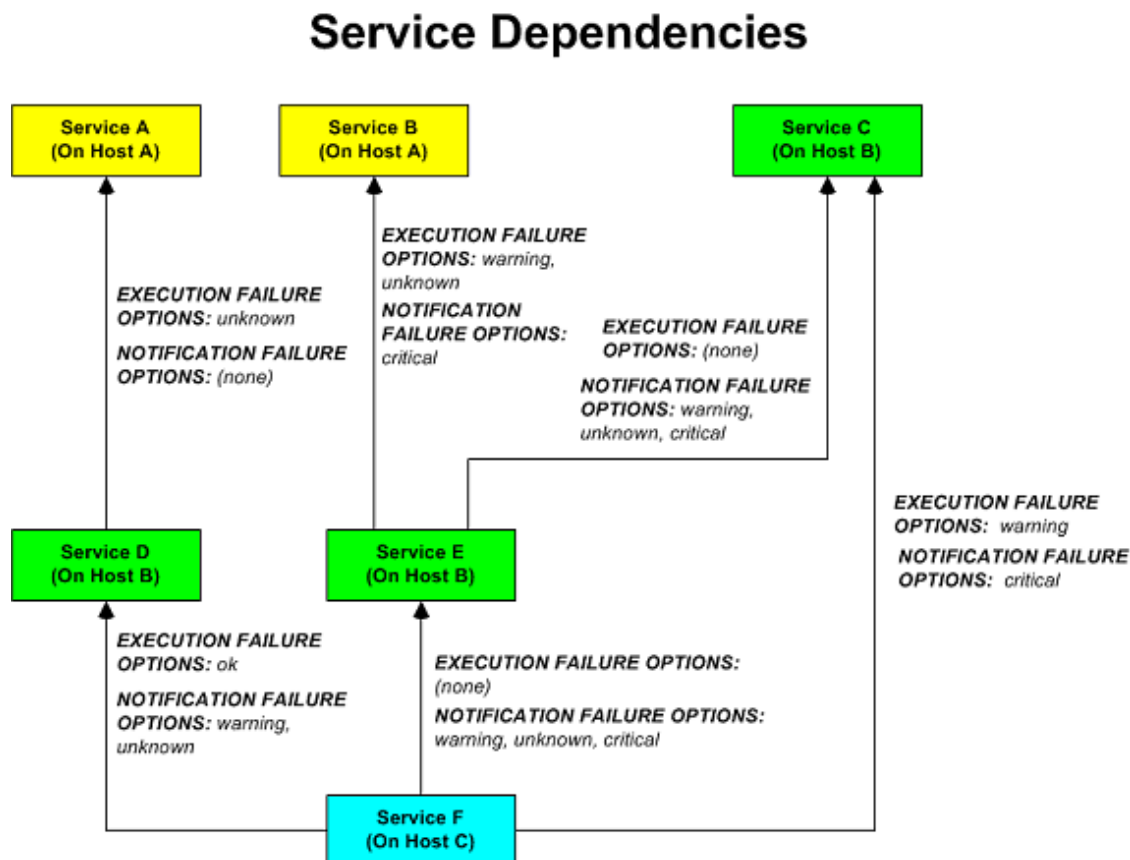 Service Dependencies
Service A
(On Host A)
Service B
(On Host A)
Service C
(On Host B)
EXECUTION FAILURE
OPTIONS: warning,
unknown
NOTIFICATION
FAILURE OPTIONS:
critical
EXECUTION FAILURE
OPTIONS: unknown
NOTIFICATION FAILURE
OPTIONS: (none)
EXECUTION FAILURE
OPTIONS: (none)
NOTIFICATION FAILURE
OPTIONS: warning,
unknown, critical
EXECUTION FAILURE
OPTIONS: warning
NOTIFICATION FAILURE
OPTIONS: critical
Service D
(On Host B)
Service E
(On Host B)
EXECUTION FAILURE
OPTIONS: ok
NOTIFICATION FAILURE
OPTIONS: warning,
unknown
EXECUTION FAILURE OPTIONS:
(none)
NOTIFICATION FAILURE OPTIONS:
warning, unknown, critical
Service F
(On Host C)